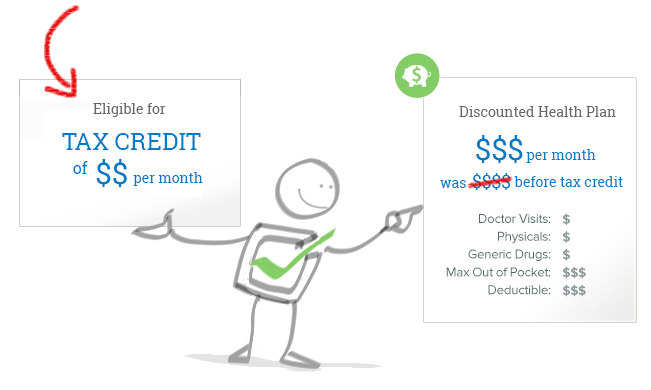 Eligible for
TAX CREDIT
of $$ per month
$
Discounted Health Plan
$$$ per month
was $$$$ before tax credit
Doctor Visits: $
Physicals: $
Generic Drugs: $
Max Out of Pocket: $$$
Deductible: $$$